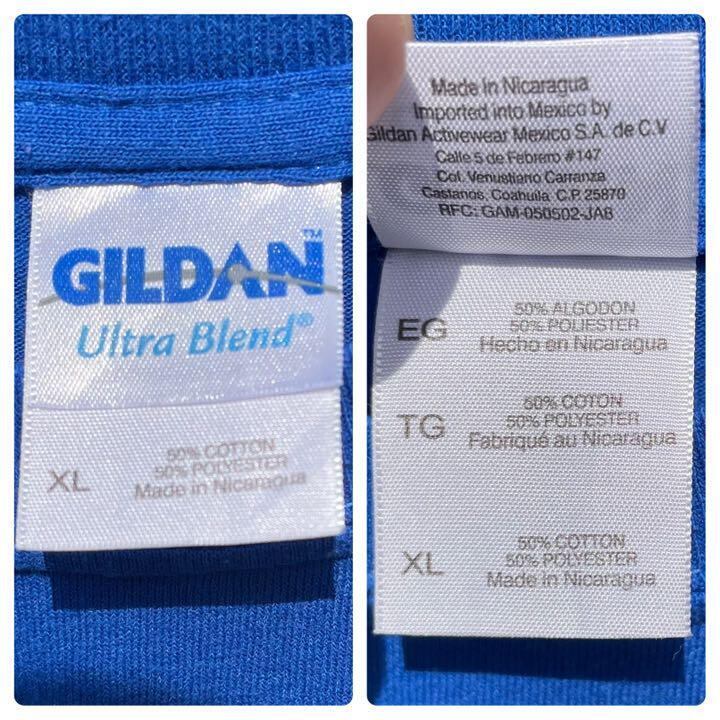 GILDAN™
Ultra Blend®
XL
50% COTTON
50% POLYESTER
Made in Nicaragua
Made in Nicaragua
Imported into Mexico by
Gildan Activewear Mexico S.A. de C.V
Calle 5 de Febrero #147
Col. Venustiano Carranza
Castanos, Coahuila C.P. 25870
RFC: GAM-050502-JA8
EG
50% ALGODON
50% POLIESTER
Hecho en Nicaragua
TG
50% COTON
50% POLYESTER
Fabriqué au Nicaragua
XL
50% COTTON
50% POLYESTER
Made in Nicaragua